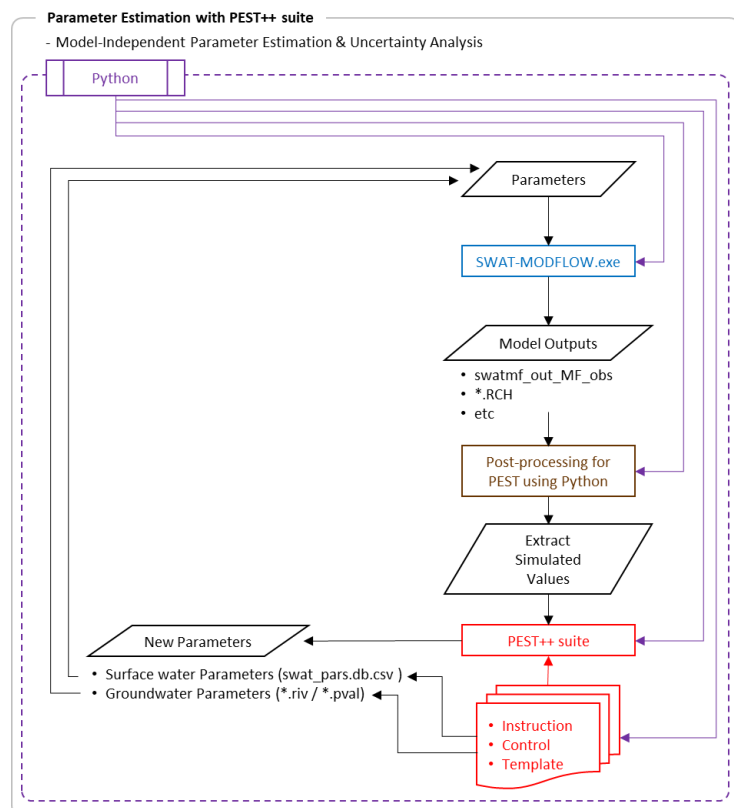 Parameter Estimation with PEST++ suite
- Model-Independent Parameter Estimation & Uncertainty Analysis
Python
Parameters
SWAT-MODFLOW.exe
Model Outputs
• swatmf_out_MF_obs
• *.RCH
• etc
Post-processing for
PEST using Python
Extract
Simulated
Values
PEST++ suite
New Parameters
• Surface water Parameters (swat_pars.db.csv )
• Groundwater Parameters (*.riv / *.pval)
• Instruction
• Control
• Template